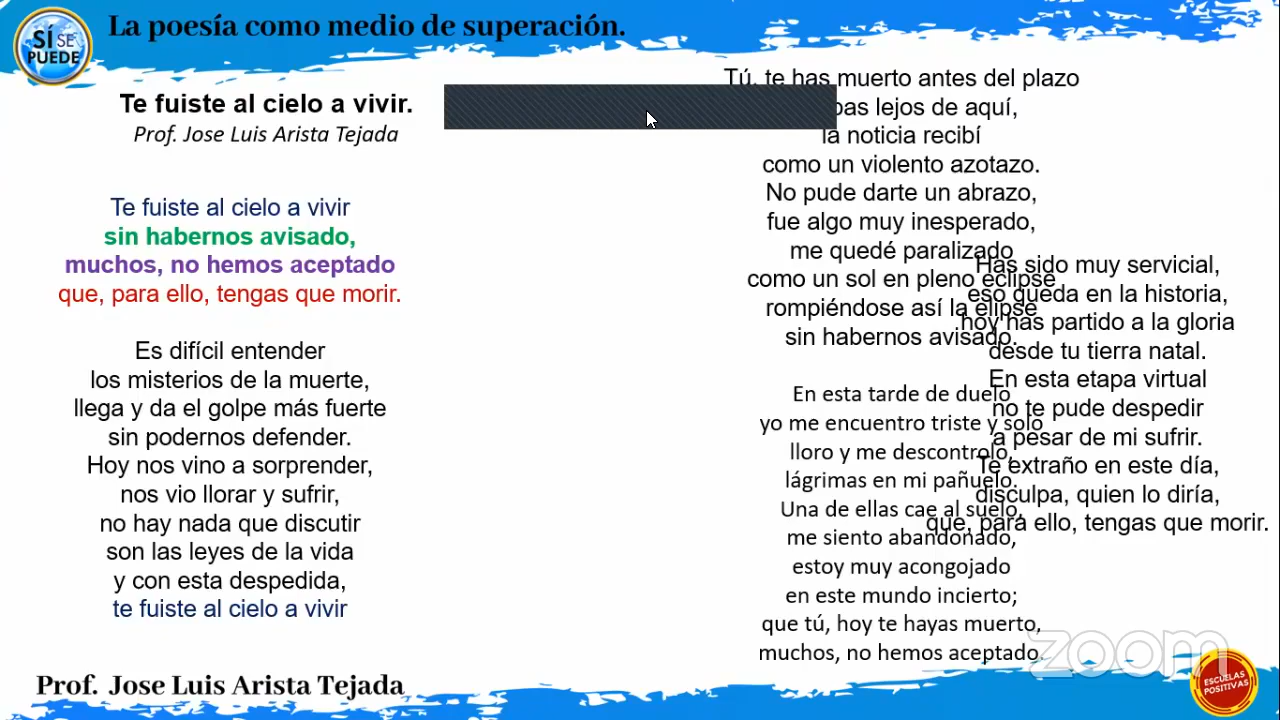 SÍ SE
PUEDE
La poesía como medio de superación.
Te fuiste al cielo a vivir.
Prof. Jose Luis Arista Tejada
Te fuiste al cielo a vivir
sin habernos avisado,
muchos, no hemos aceptado
que, para ello, tengas que morir.
Es difícil entender
los misterios de la muerte,
llega y da el golpe más fuerte
sin podernos defender.
Hoy nos vino a sorprender,
nos vio llorar y sufrir,
no hay nada que discutir
son las leyes de la vida
y con esta despedida,
te fuiste al cielo a vivir
Tú, te has muerto antes del plazo
lejos de aquí,
la noticia recibí
como un violento azotazo.
No pude darte un abrazo,
fue algo muy inesperado,
me quedé paralizado
como un sol en pleno eclipse
rompiéndose así la elipse
sin habernos avisado.
En esta tarde de duelo
yo me encuentro triste y solo
lloro y me descontrolo,
lágrimas en mi pañuelo.
Una de ellas cae al suelo,
me siento abandonado,
estoy muy acongojado
en este mundo incierto;
que tú, hoy te hayas muerto,
muchos, no hemos aceptado.
Has sido muy servicial,
eso queda en la historia,
hoy has partido a la gloria
desde tu tierra natal.
En esta etapa virtual
no te pude despedir
a pesar de mi sufrir.
Te extraño en este día,
disculpa, quien lo diría,
que, para ello, tengas que morir.
Prof. Jose Luis Arista Tejada
zoom
ESCUELAS
POSITIVAS